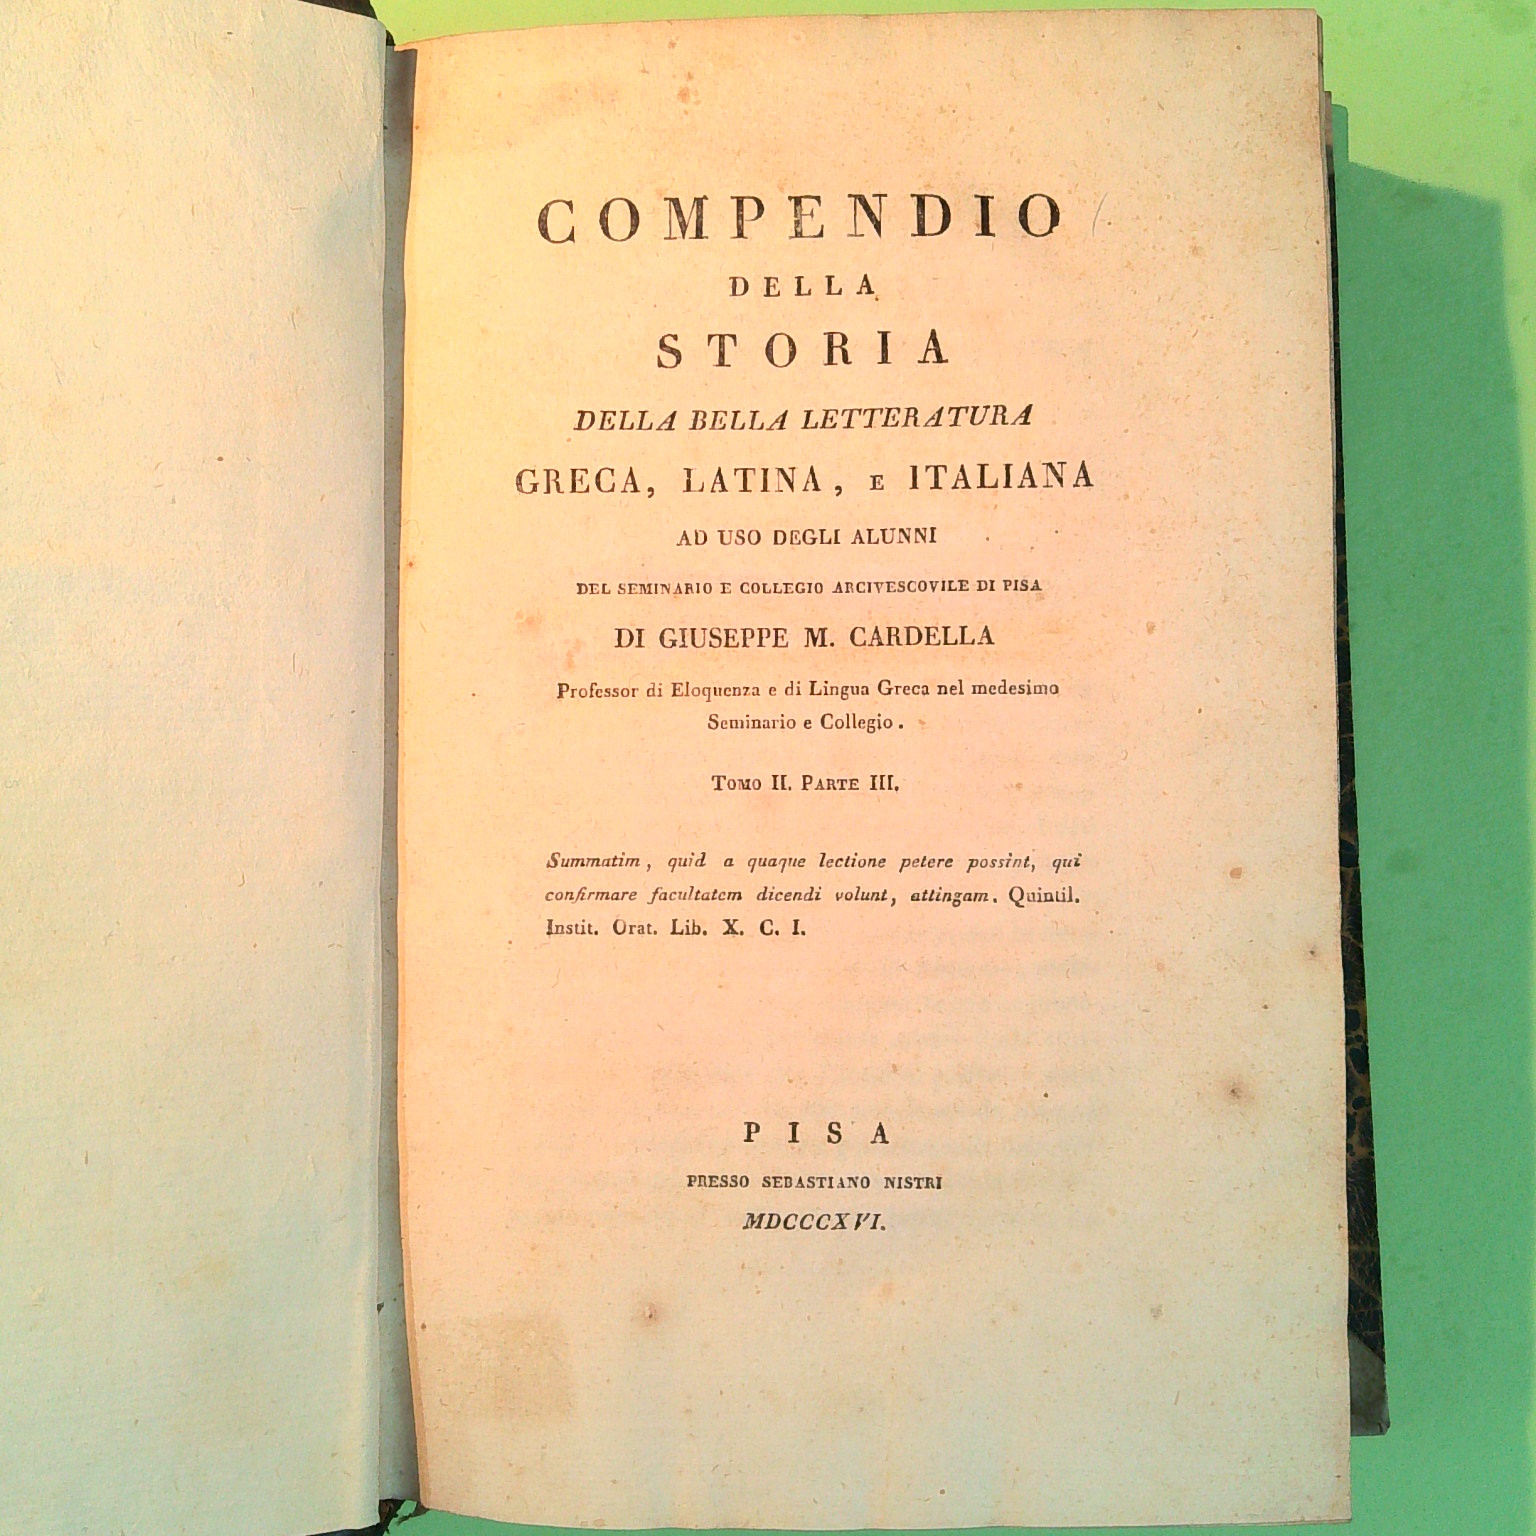 COMPENDIO
DELLA
STORIA
DELLA BELLA LETTERATURA
GRECA, LATINA, E ITALIANA
AD USO DEGLI ALUNNI
DEL SEMINARIO E COLLEGIO ARCIVESCOVILE DI PISA
DI GIUSEPPE M. CARDELLA
Professor di Eloquenza e di Lingua Greca nel medesimo
Seminario e Collegio.
TOMO II. PARTE III.
Summatim, quid a quaque lectione petere possint, qui
confirmare facultatem dicendi volunt, attingam. Quintil.
Instit. Orat. Lib. X. C. I.
PISA
PRESSO SEBASTIANO NISTRI
MDCCCXVI.